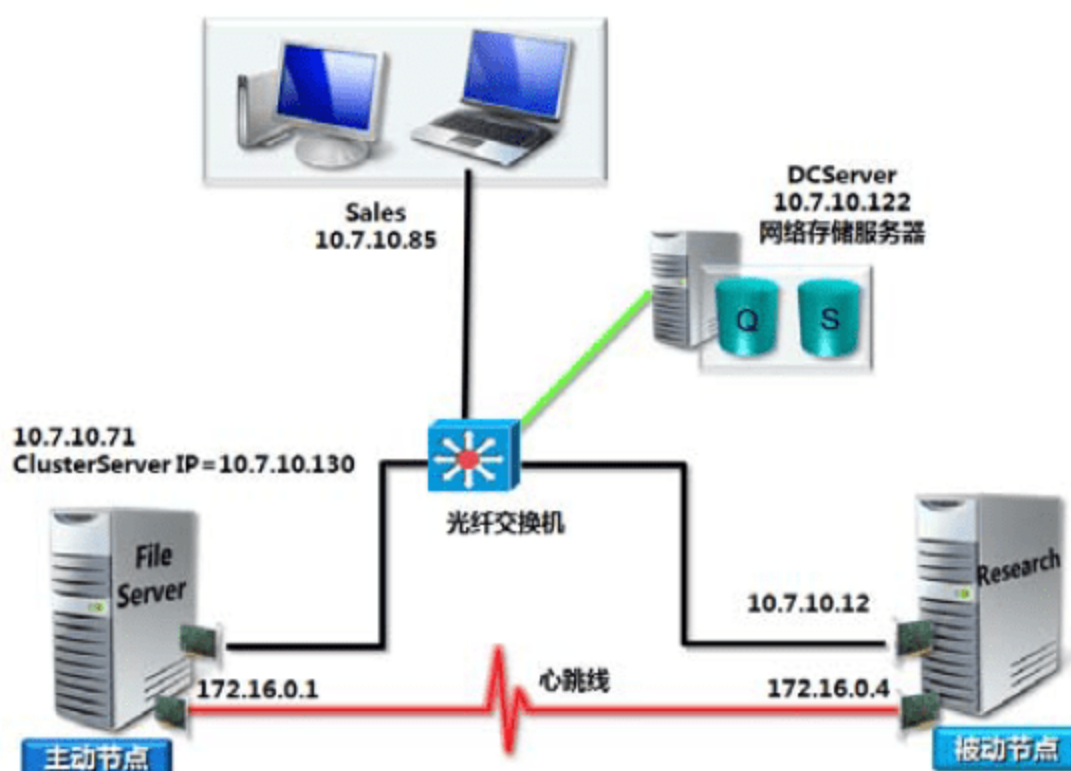 Sales
10.7.10.85
DCServer
10.7.10.122
网络存储服务器
Q
S
10.7.10.71
ClusterServer IP=10.7.10.130
光纤交换机
File
Server
Research
10.7.10.12
172.16.0.1
心跳线
172.16.0.4
主动节点
被动节点